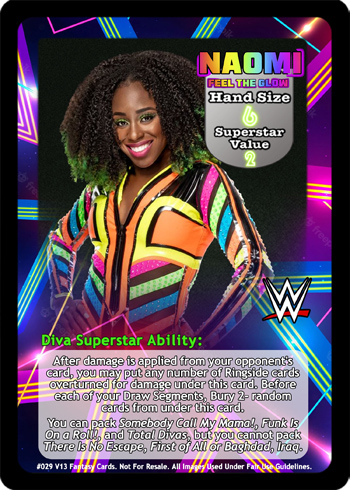 NAOMI
FEEL THE GLOW
Hand Size
6
Superstar
Value
2
W
Diva Superstar Ability:
After damage is applied from your opponent's
card, you may put any number of Ringside cards
overturned for damage under this card. Before
each of your Draw Segments, Bury 2- random
cards from under this card.
You can pack Somebody Call My Mama!, Funk Is
On a Roll!, and Total Divas, but you cannot pack
There Is No Escape, First of All or Baghdad, Iraq.
#029 V13 Fantasy Cards. Not For Resale. All Images Used Under Fair Use Guidelines.